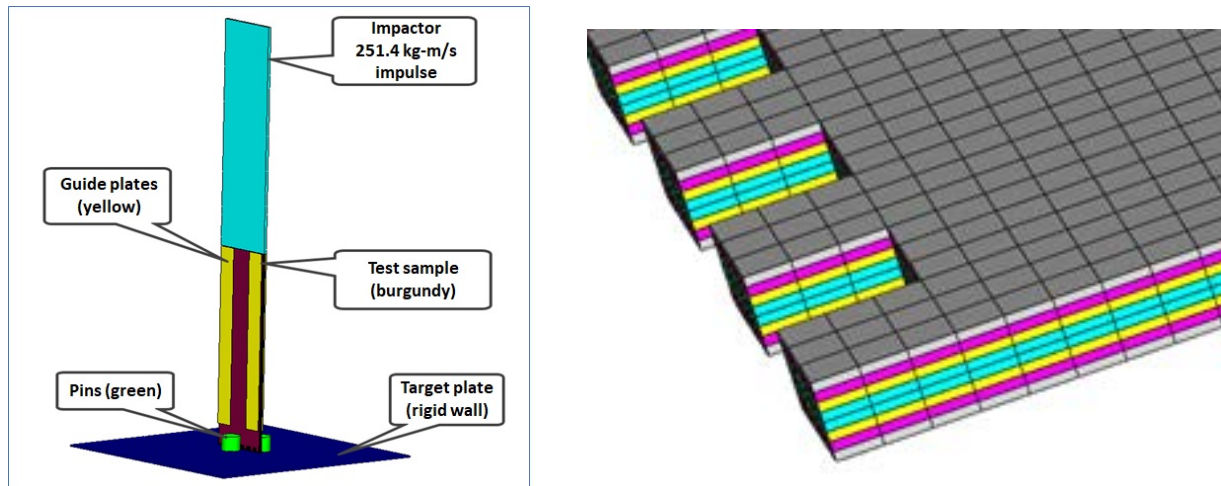 Impactor
251.4 kg-m/s
impulse
Guide plates
(yellow)
Test sample
(burgundy)
Pins (green)
Target plate
(rigid wall)